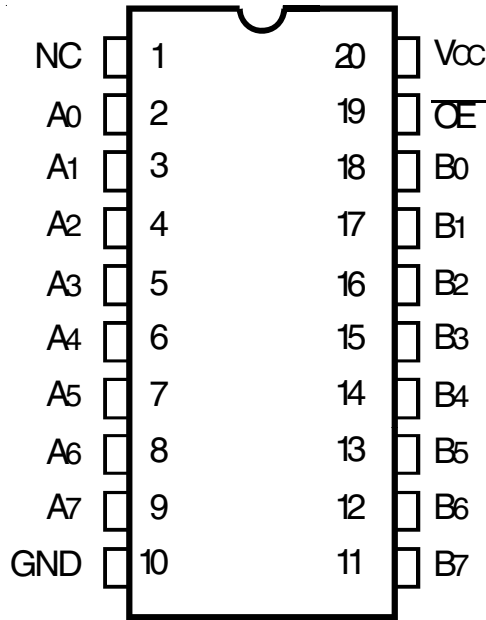 NC 1 20 VCC
A0 2 19 OE
A1 3 18 B0
A2 4 17 B1
A3 5 16 B2
A4 6 15 B3
A5 7 14 B4
A6 8 13 B5
A7 9 12 B6
GND 10 11 B7